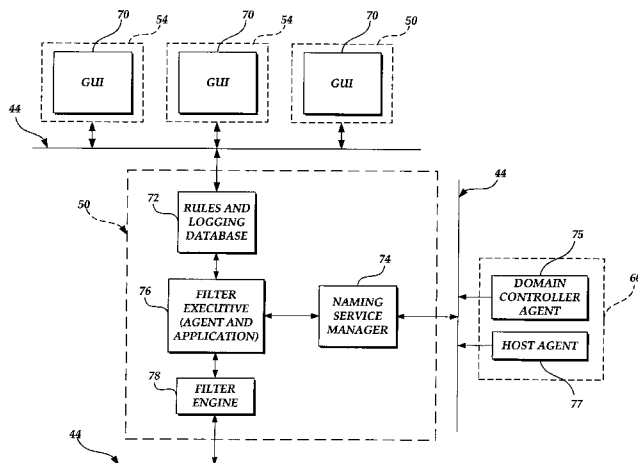 70 54 70 54 70 50
GUI GUI GUI
44
50
72
RULES AND
LOGGING
DATABASE
44
75
60
DOMAIN
CONTROLLER
AGENT
76
FILTER
EXECUTIVE
(AGENT AND
APPLICATION)
74
NAMING
SERVICE
MANAGER
HOST AGENT
77
78
FILTER
ENGINE
44